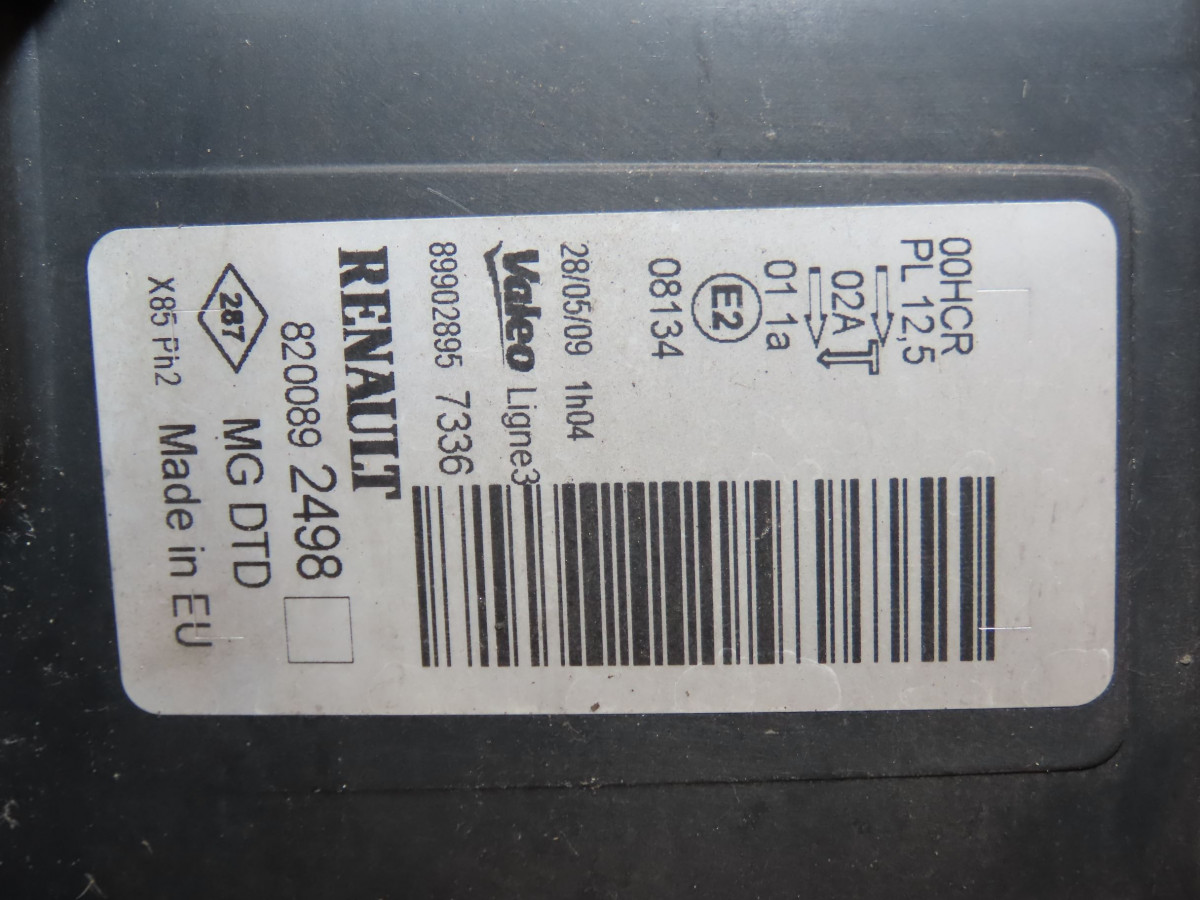 00HCR
PL 12,5
02A
01 1a
E2
08134
28/05/09 1h04
Valeo Ligne3
89902895 7336
RENAULT
820089 2498
287 MG DTD
X85 Ph2 Made in EU